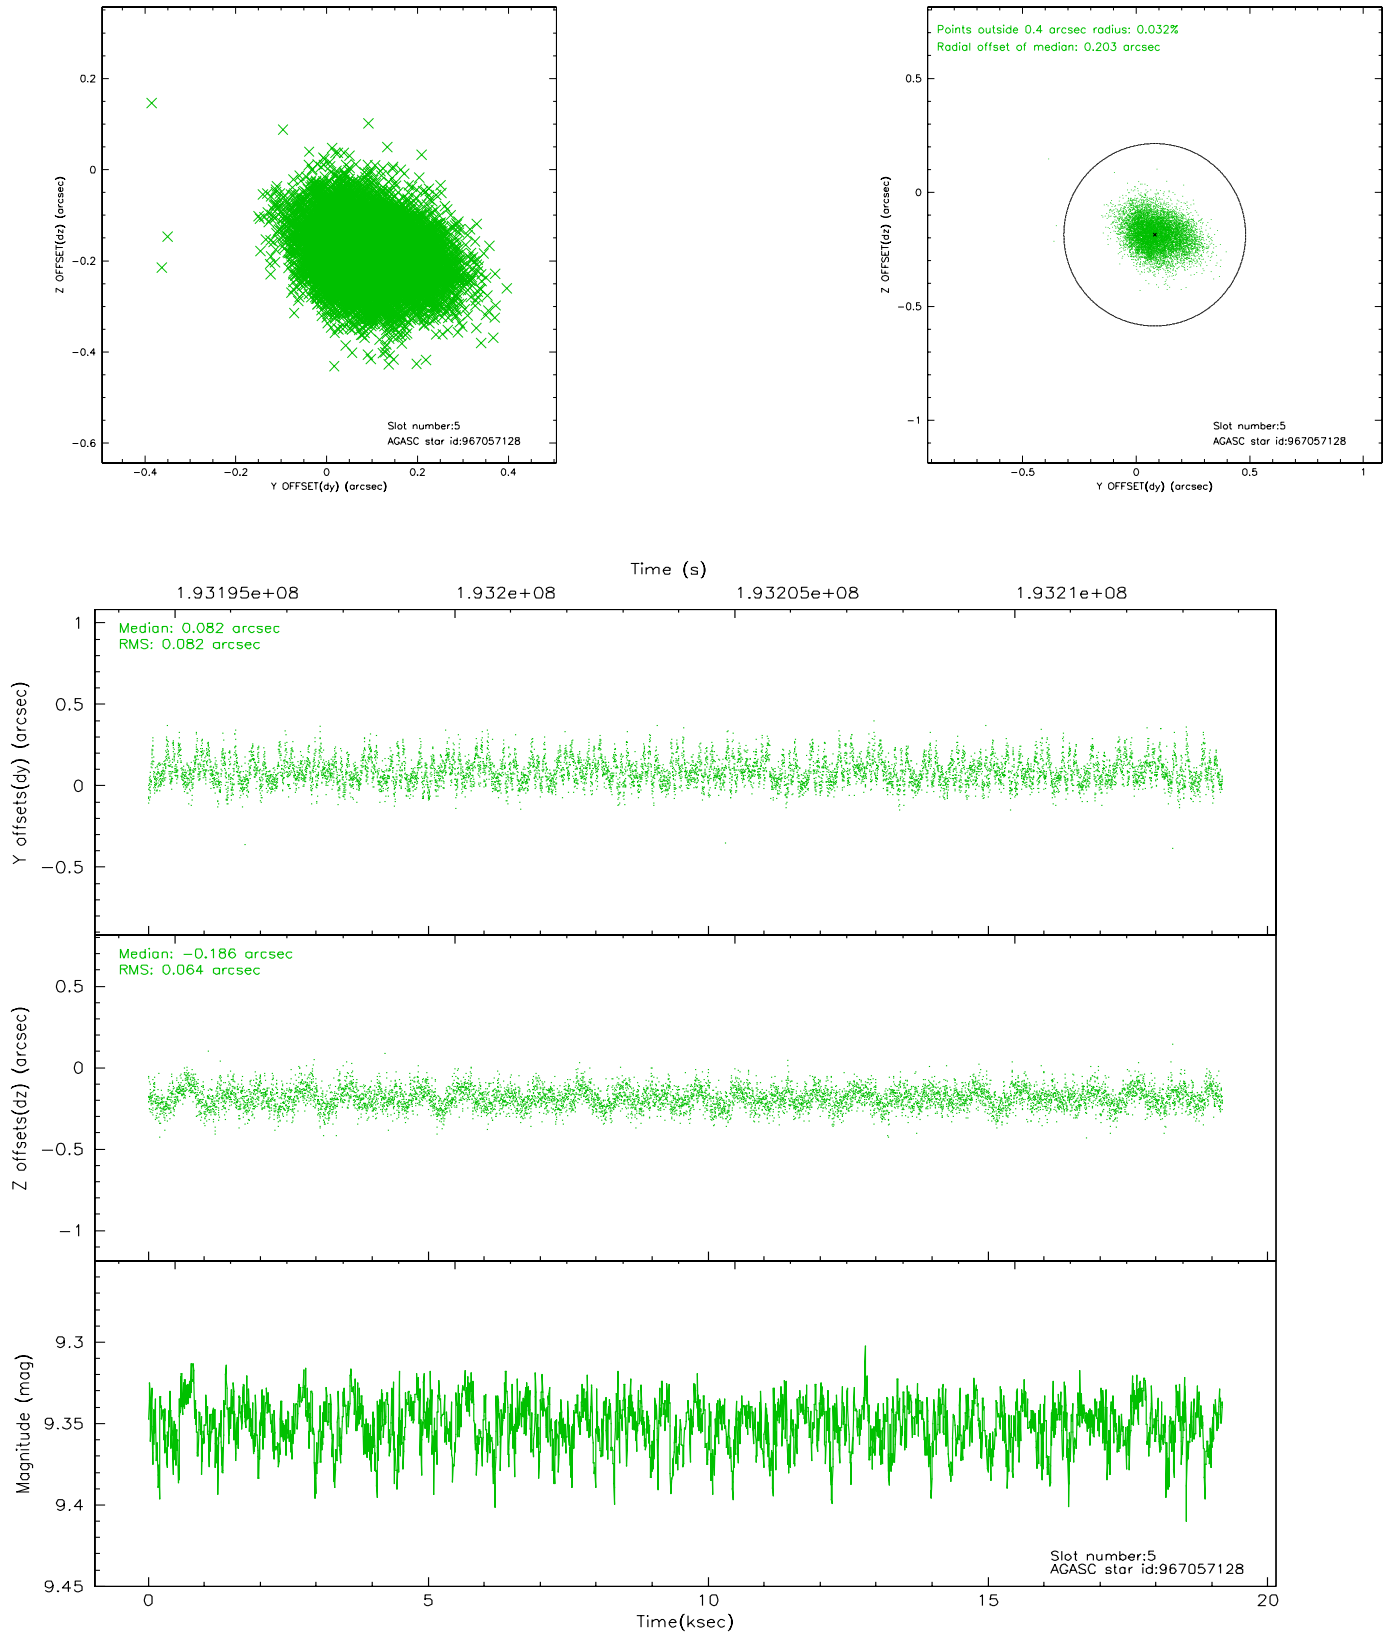 0.2
0
−0.2
−0.4
−0.6
Z OFFSET(dz) (arcsec)
Slot number:5
AGASC star id:967057128
−0.4 −0.2 0 0.2 0.4
Y OFFSET(dy) (arcsec)
Points outside 0.4 arcsec radius: 0.032%
Radial offset of median: 0.203 arcsec
0.5
0
−0.5
−1
Z OFFSET(dz) (arcsec)
Slot number:5
AGASC star id:967057128
−0.5 0 0.5 1
Y OFFSET(dy) (arcsec)
Time (s)
1.93195e+08 1.932e+08 1.93205e+08 1.9321e+08
Median: 0.082 arcsec
RMS: 0.082 arcsec
1
0.5
0
−0.5
Y offsets(dy) (arcsec)
Median: −0.186 arcsec
RMS: 0.064 arcsec
0.5
0
−0.5
−1
Z offsets(dz) (arcsec)
9.3
9.35
9.4
9.45
Magnitude (mag)
Slot number:5
AGASC star id:967057128
0 5 10 15 20
Time(ksec)